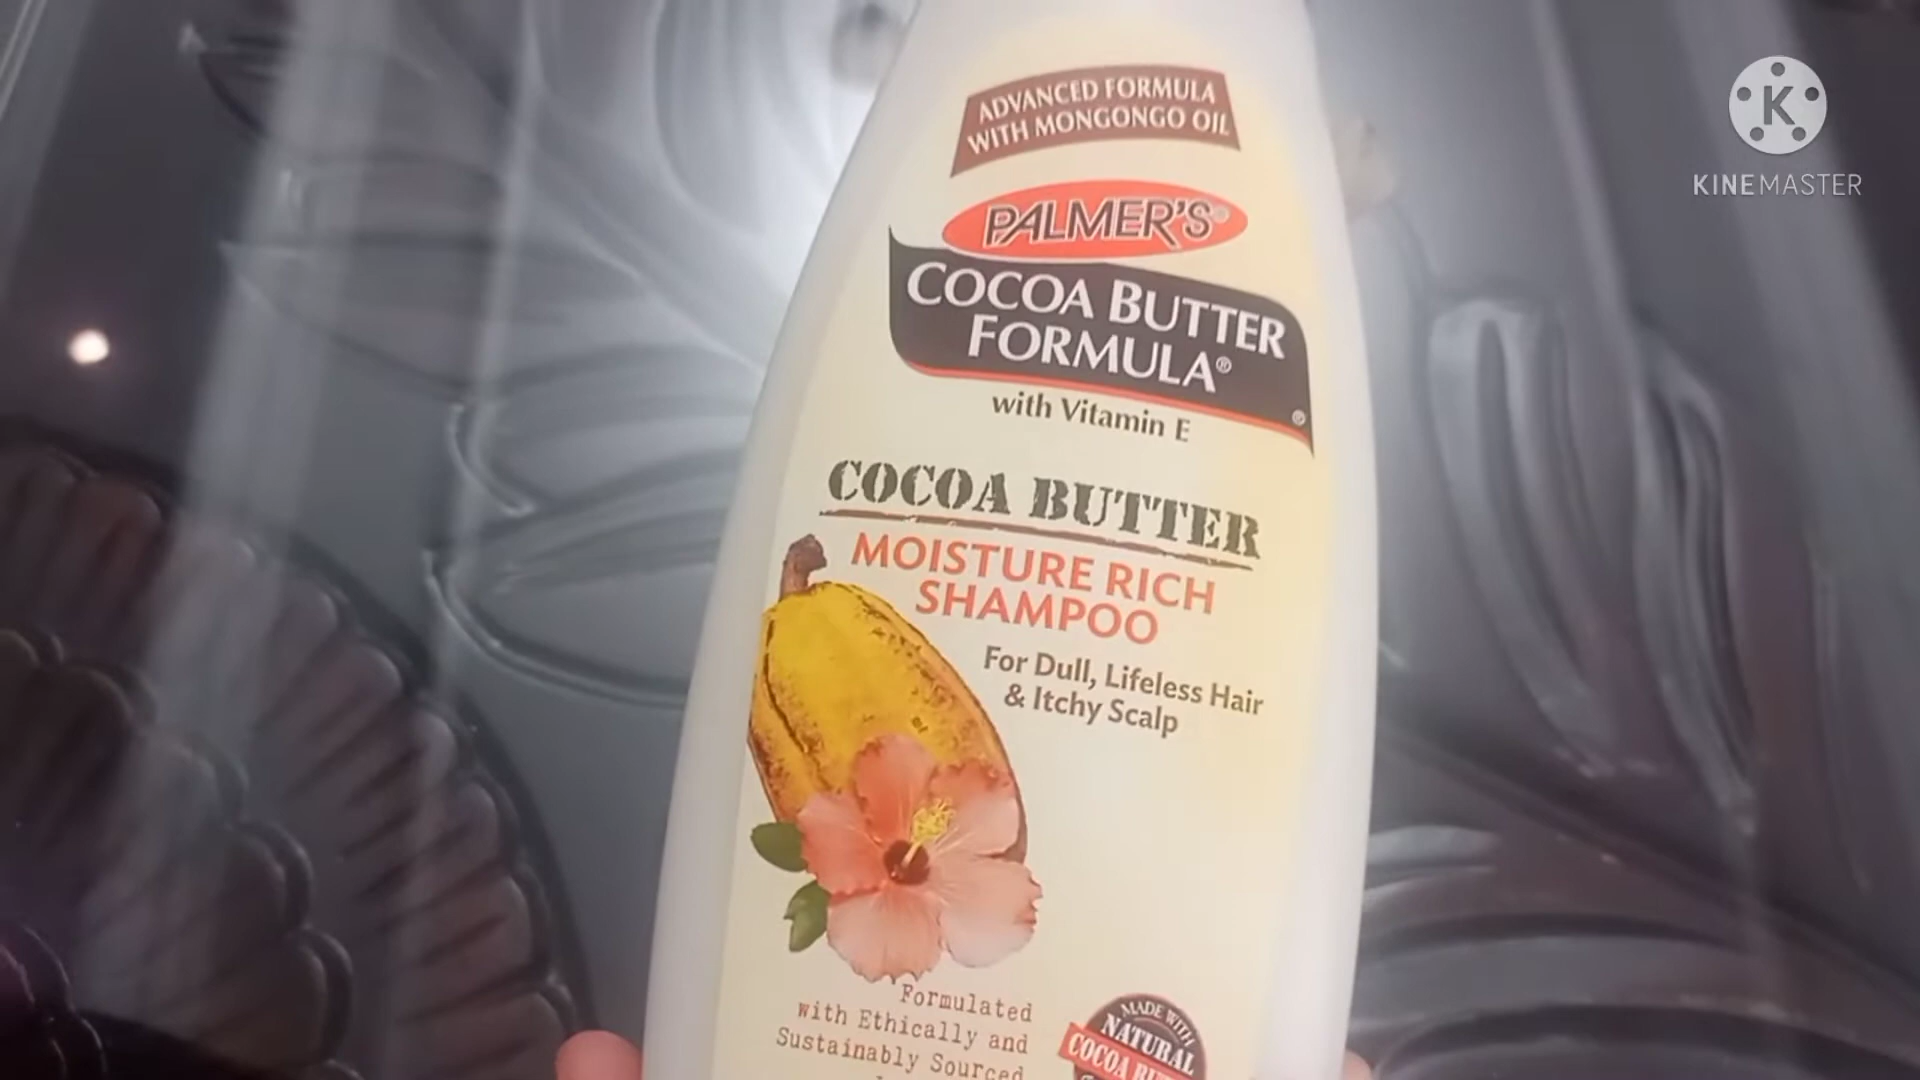 ADVANCED FORMULA
WITH MONGONGO OIL
PALMER'S®
COCOA BUTTER
FORMULA®
®
with Vitamin E
COCOA BUTTER
MOISTURE RICH
SHAMPOO
For Dull, Lifeless Hair
& Itchy Scalp
Formulated
with Ethically and
Sustainably Sourced
MADE WITH
NATURAL
COCOA
K
KINEMASTER